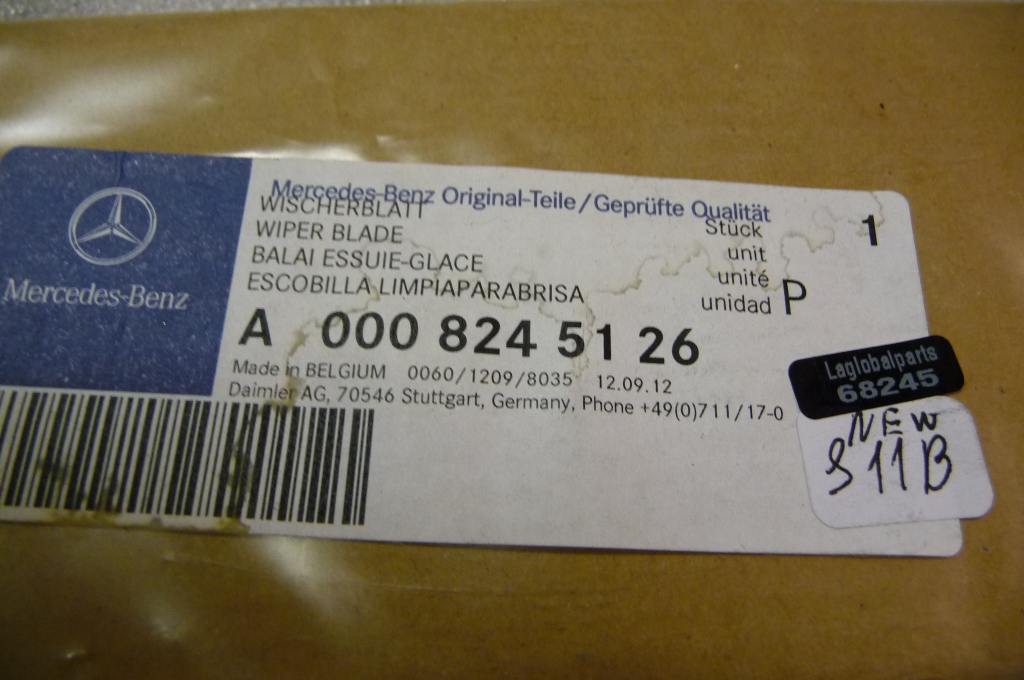 Mercedes-Benz
Mercedes-Benz Original-Teile/Geprüfte Qualität
WISCHERBLATT
WIPER BLADE
BALAI ESSUIE-GLACE
ESCOBILLA LIMPIAPARABRISA
Stück 1
unit
unité
unidad P
A 000 824 51 26
Made in BELGIUM 0060/1209/8035 12.09.12
Daimler AG, 70546 Stuttgart, Germany, Phone +49(0)711/17-0
Laglobalparts
68245
NEW
S11B